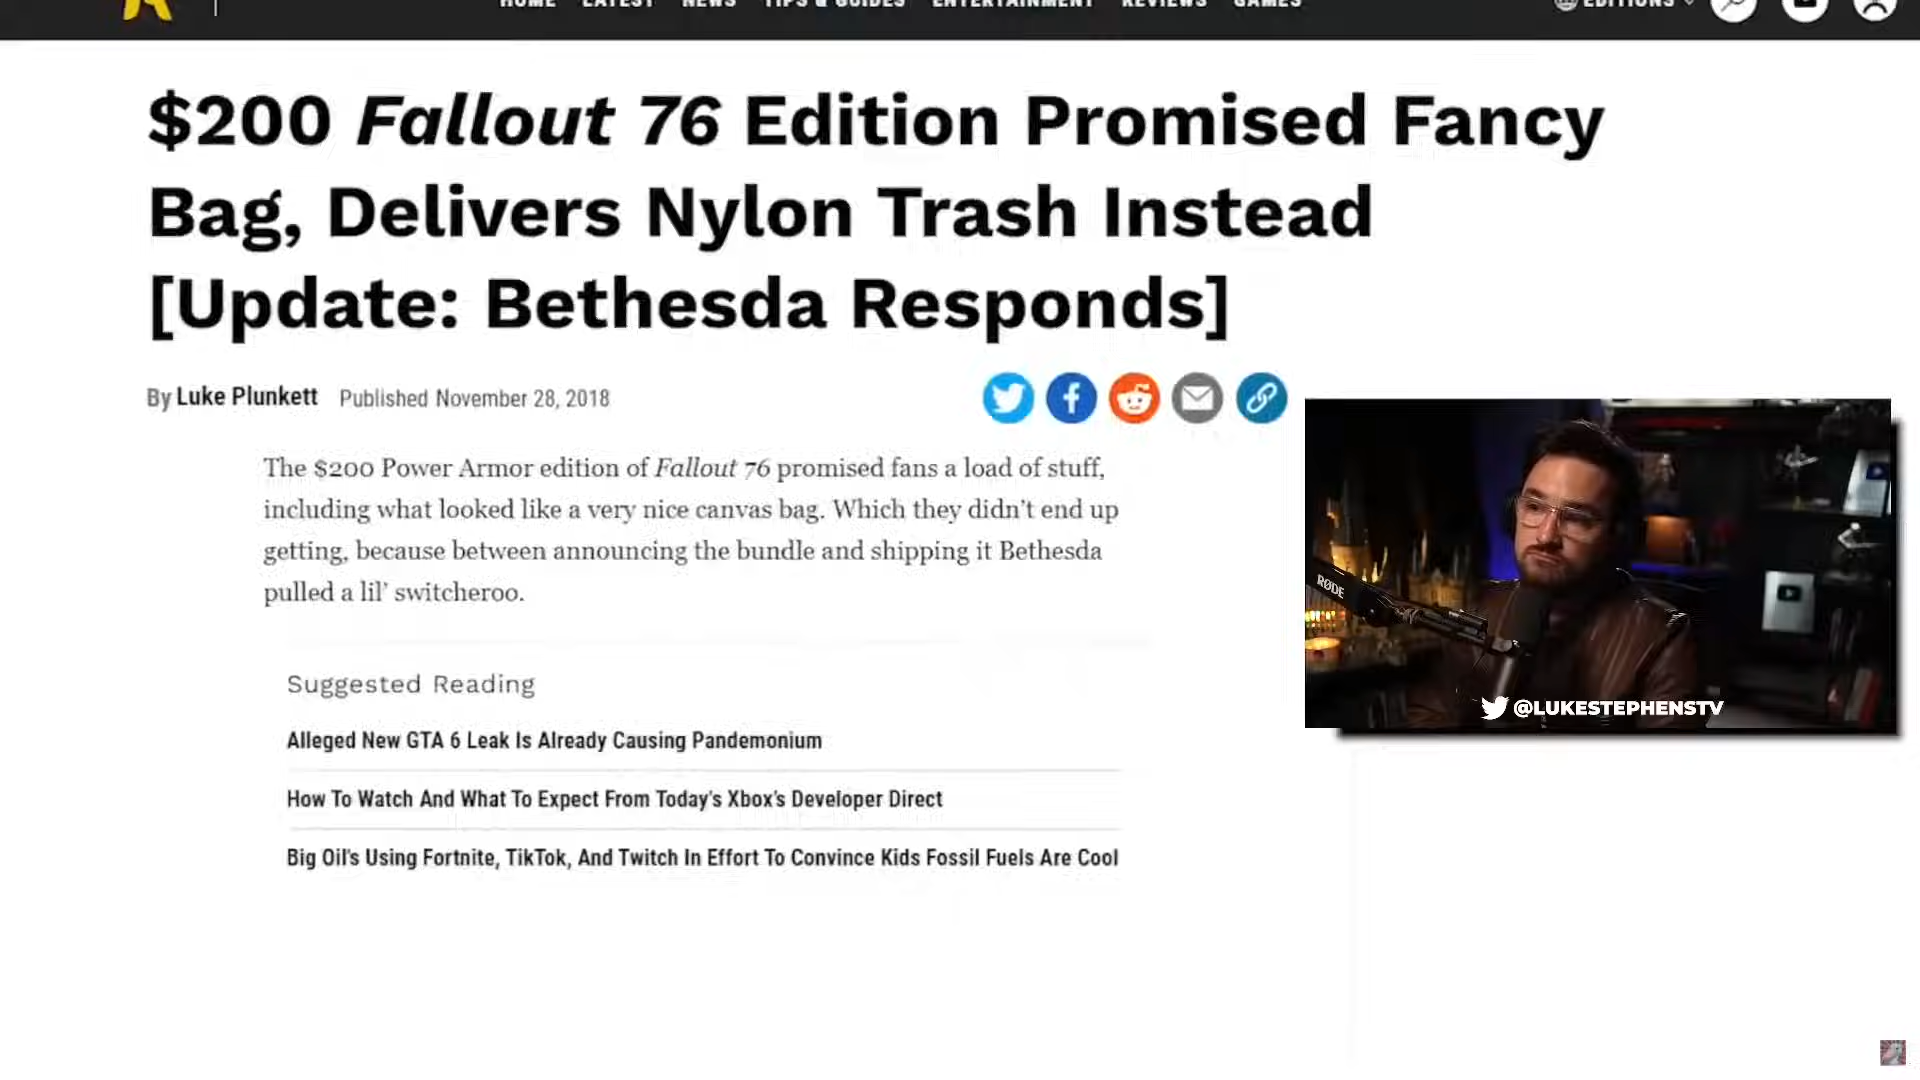 HOME LATEST NEWS TIPS & GUIDES ENTERTAINMENT REVIEWS GAMES EDITIONS
$200 Fallout 76 Edition Promised Fancy
Bag, Delivers Nylon Trash Instead
[Update: Bethesda Responds]
By Luke Plunkett Published November 28, 2018
The $200 Power Armor edition of Fallout 76 promised fans a load of stuff,
including what looked like a very nice canvas bag. Which they didn't end up
getting, because between announcing the bundle and shipping it Bethesda
pulled a lil' switcheroo.
RØDE
@LUKESTEPHENSTV
Suggested Reading
Alleged New GTA 6 Leak Is Already Causing Pandemonium
How To Watch And What To Expect From Today's Xbox's Developer Direct
Big Oil's Using Fortnite, TikTok, And Twitch In Effort To Convince Kids Fossil Fuels Are Cool